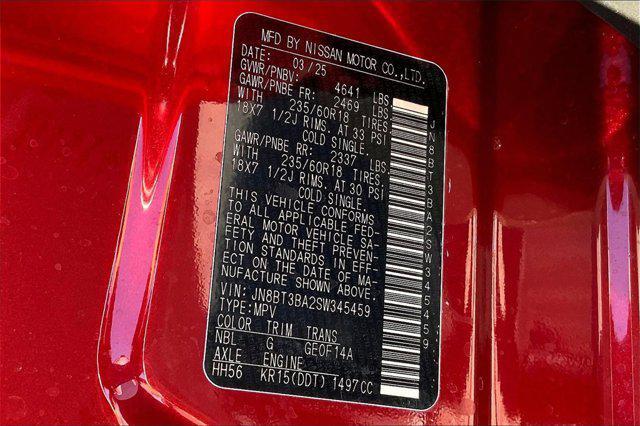 MFD BY NISSAN MOTOR CO.,LTD.
DATE: 03/25
GVWR/PNBV: 4641 LBS
GAWR/PNBE FR: 2469 LBS
WITH 235/60R18 TIRES,
18X7 1/2J RIMS. AT 33 PSI
COLD SINGLE.
GAWR/PNBE RR: 2337 LBS
WITH 235/60R18 TIRES,
18X7 1/2J RIMS. AT 30 PSI
COLD SINGLE.
THIS VEHICLE CONFORMS
TO ALL APPLICABLE FED-
ERAL MOTOR VEHICLE SA-
FETY AND THEFT PREVEN-
TION STANDARDS IN EFF-
ECT ON THE DATE OF MA-
NUFACTURE SHOWN ABOVE.
VIN: JN8BT3BA2SW345459
TYPE:MPV
COLOR TRIM TRANS
NBL G GE0F14A
AXLE ENGINE
HH56 KR15(DDT) 1497CC
JN8BT3BA2SW345459